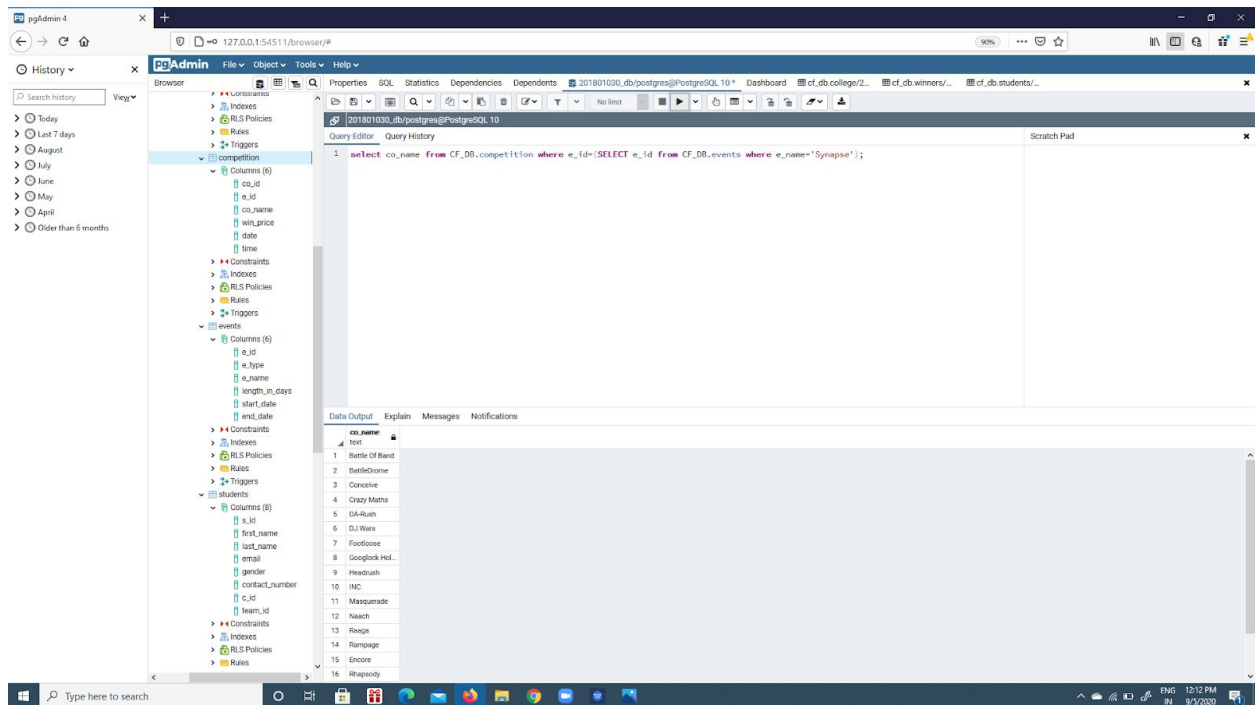 pgAdmin 4
127.0.0.1:54511/browser/#
90%
History
Search history
View
Today
Last 7 days
August
July
June
May
April
Older than 6 months
pgAdmin File Object Tools Help
Browser
Properties SQL Statistics Dependencies Dependents 201801030_db/postgres@PostgreSQL 10 * Dashboard cf_db.college/2... cf_db.winners/... cf_db.students/...
No limit
201801030_db/postgres@PostgreSQL 10
Query Editor Query History
Scratch Pad
1 select co_name from CF_DB.competition where e_id=(SELECT e_id from CF_DB.events where e_name='Synapse');
Constraints
Indexes
RLS Policies
Rules
Triggers
competition
Columns (6)
co_id
e_id
co_name
win_price
date
time
Constraints
Indexes
RLS Policies
Rules
Triggers
events
Columns (6)
e_id
e_type
e_name
length_in_days
start_date
end_date
Constraints
Indexes
RLS Policies
Rules
Triggers
students
Columns (8)
s_id
first_name
last_name
email
gender
contact_number
c_id
team_id
Constraints
Indexes
RLS Policies
Rules
Data Output Explain Messages Notifications
co_name
text
1 Battle Of Band
2 BattleDrome
3 Conceive
4 Crazy Maths
5 DA-Rush
6 DJ Wars
7 Footloose
8 Googlock Hol...
9 Headrush
10 INC
11 Masquerade
12 Naach
13 Raaga
14 Rampage
15 Encore
16 Rhapsody
Type here to search
ENG 12:12 PM
IN 9/5/2020